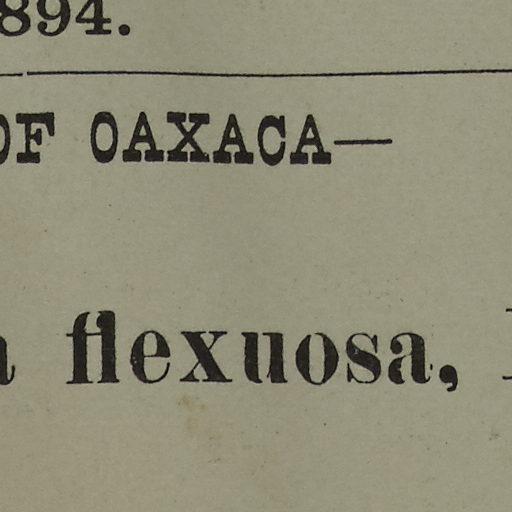 894.
OF OAXACA—
a flexuosa,